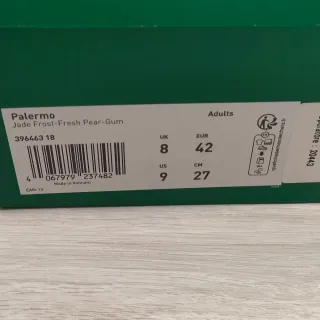 Palermo
Jade Frost-Fresh Pear-Gum
Adults
396463 18
UK
EUR
8
42
US
CM
9
27
4 067979 237482
Made in Vietnam